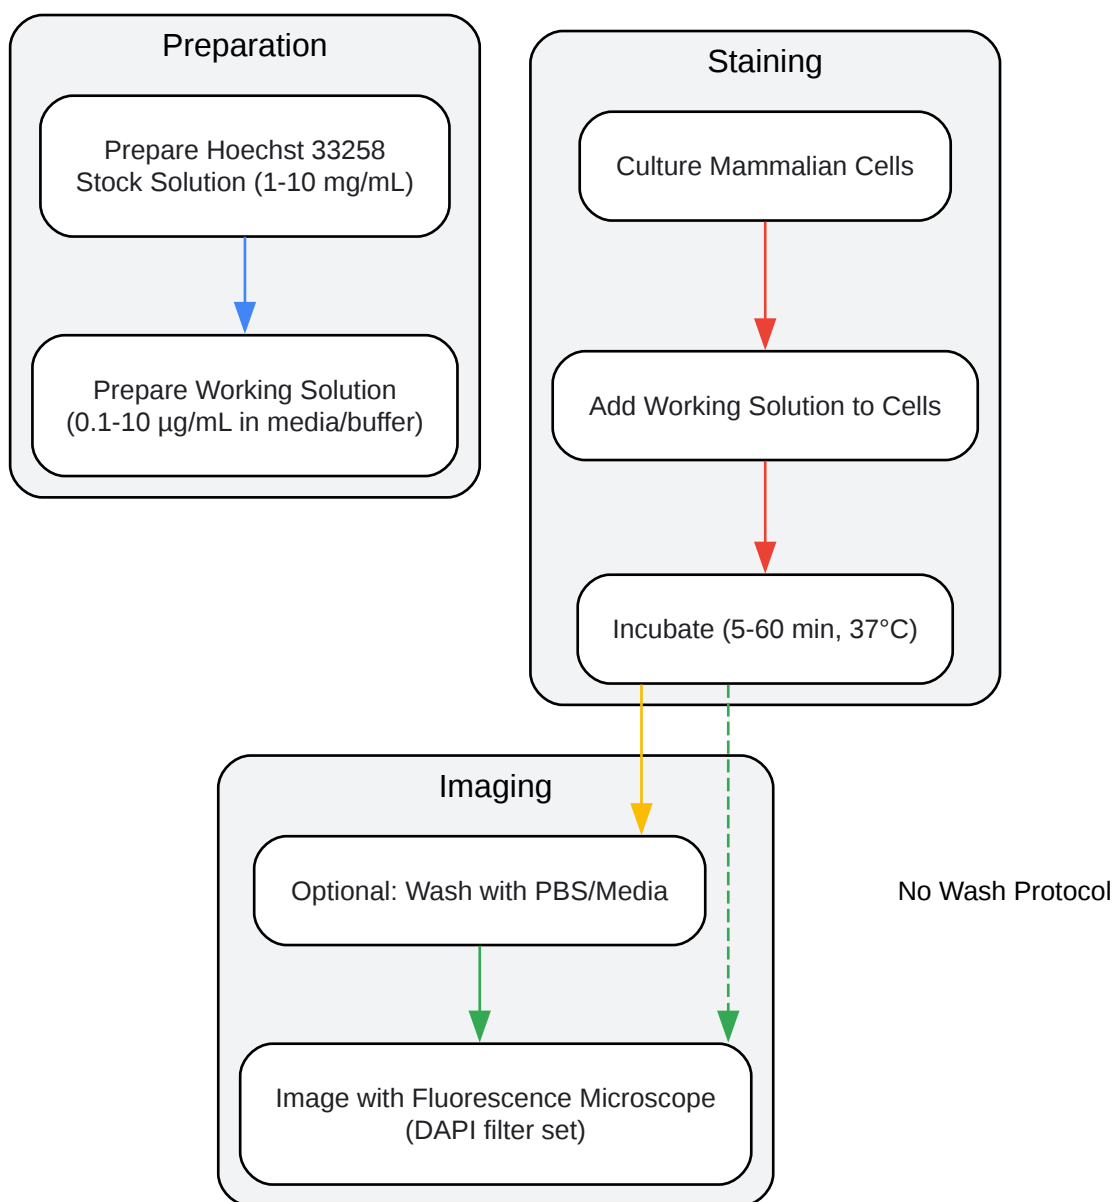 Preparation
Prepare Hoechst 33258
Stock Solution (1-10 mg/mL)
Prepare Working Solution
(0.1-10 µg/mL in media/buffer)
Staining
Culture Mammalian Cells
Add Working Solution to Cells
Incubate (5-60 min, 37°C)
Imaging
Optional: Wash with PBS/Media
No Wash Protocol
Image with Fluorescence Microscope
(DAPI filter set)